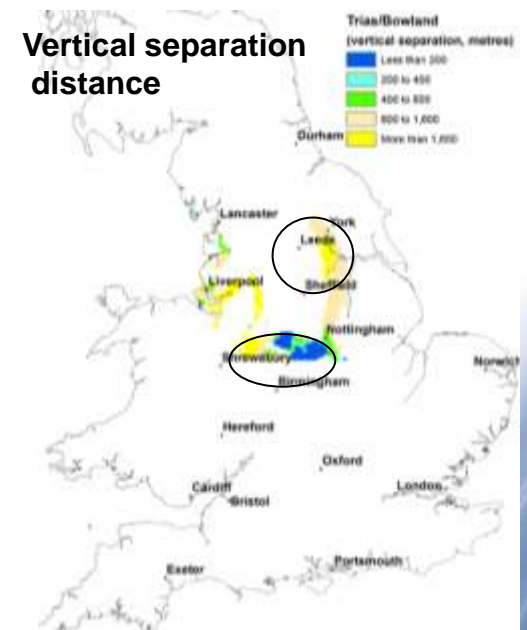 Vertical separation
distance
Trias/Bowland
(vertical separation, metres)
Less than 200
200 to 400
400 to 800
800 to 1,600
More than 1,600
Durham
Lancaster
York
Leeds
Liverpool
Sheffield
Nottingham
Shrewsbury
Norwich
Birmingham
Hereford
Oxford
Cardiff
London
Bristol
Portsmouth
Exeter